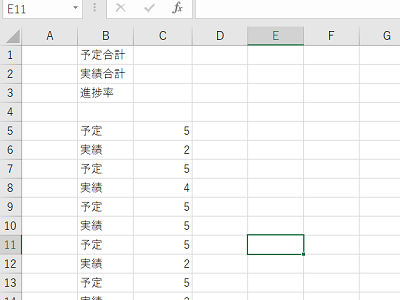 E11
fx
A B C D E F G
1 予定合計
2 実績合計
3 進捗率
4
5 予定 5
6 実績 2
7 予定 5
8 実績 4
9 予定 5
10 実績 5
11 予定 5
12 実績 2
13 予定 5